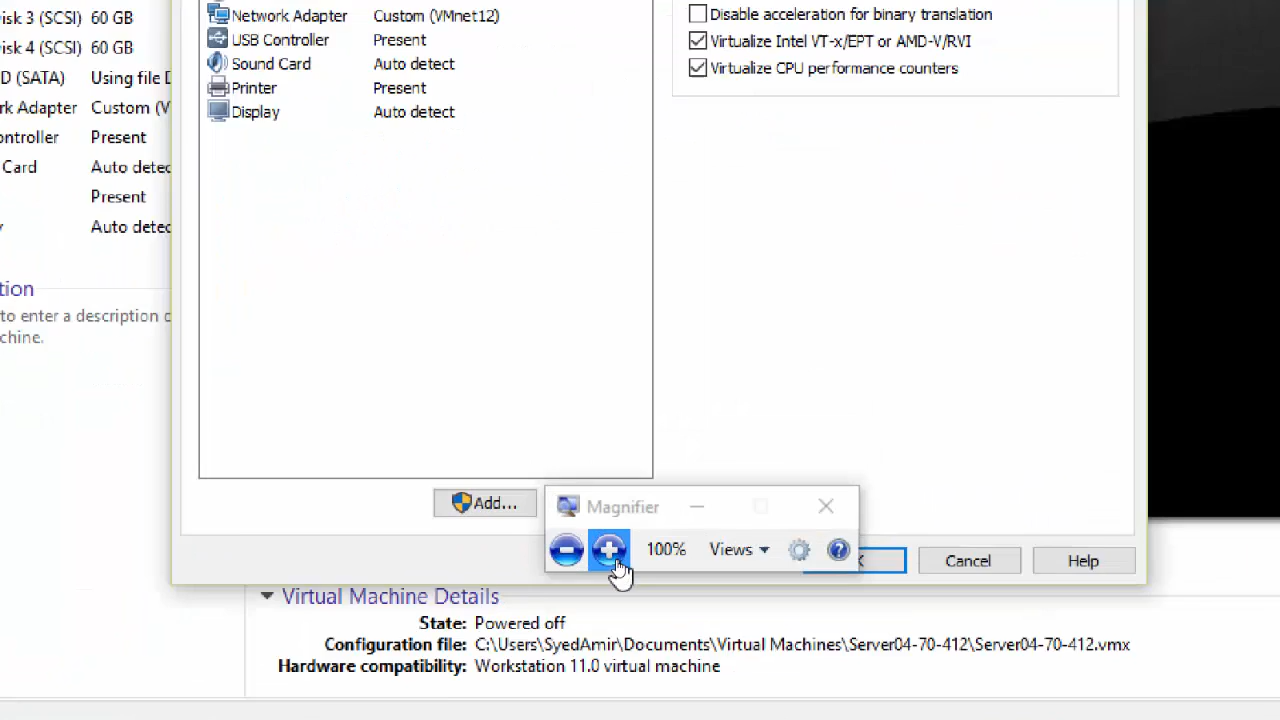 isk 3 (SCSI) 60 GB
isk 4 (SCSI) 60 GB
D (SATA) Using file D
rk Adapter Custom (V
ontroller Present
Card Auto detec
Present
y Auto detec
tion
to enter a description o
chine.
Network Adapter Custom (VMnet12)
USB Controller Present
Sound Card Auto detect
Printer Present
Display Auto detect
Disable acceleration for binary translation
Virtualize Intel VT-x/EPT or AMD-V/RVI
Virtualize CPU performance counters
Add...
Magnifier
100% Views
K Cancel Help
Virtual Machine Details
State: Powered off
Configuration file: C:\Users\SyedAmir\Documents\Virtual Machines\Server04-70-412\Server04-70-412.vmx
Hardware compatibility: Workstation 11.0 virtual machine